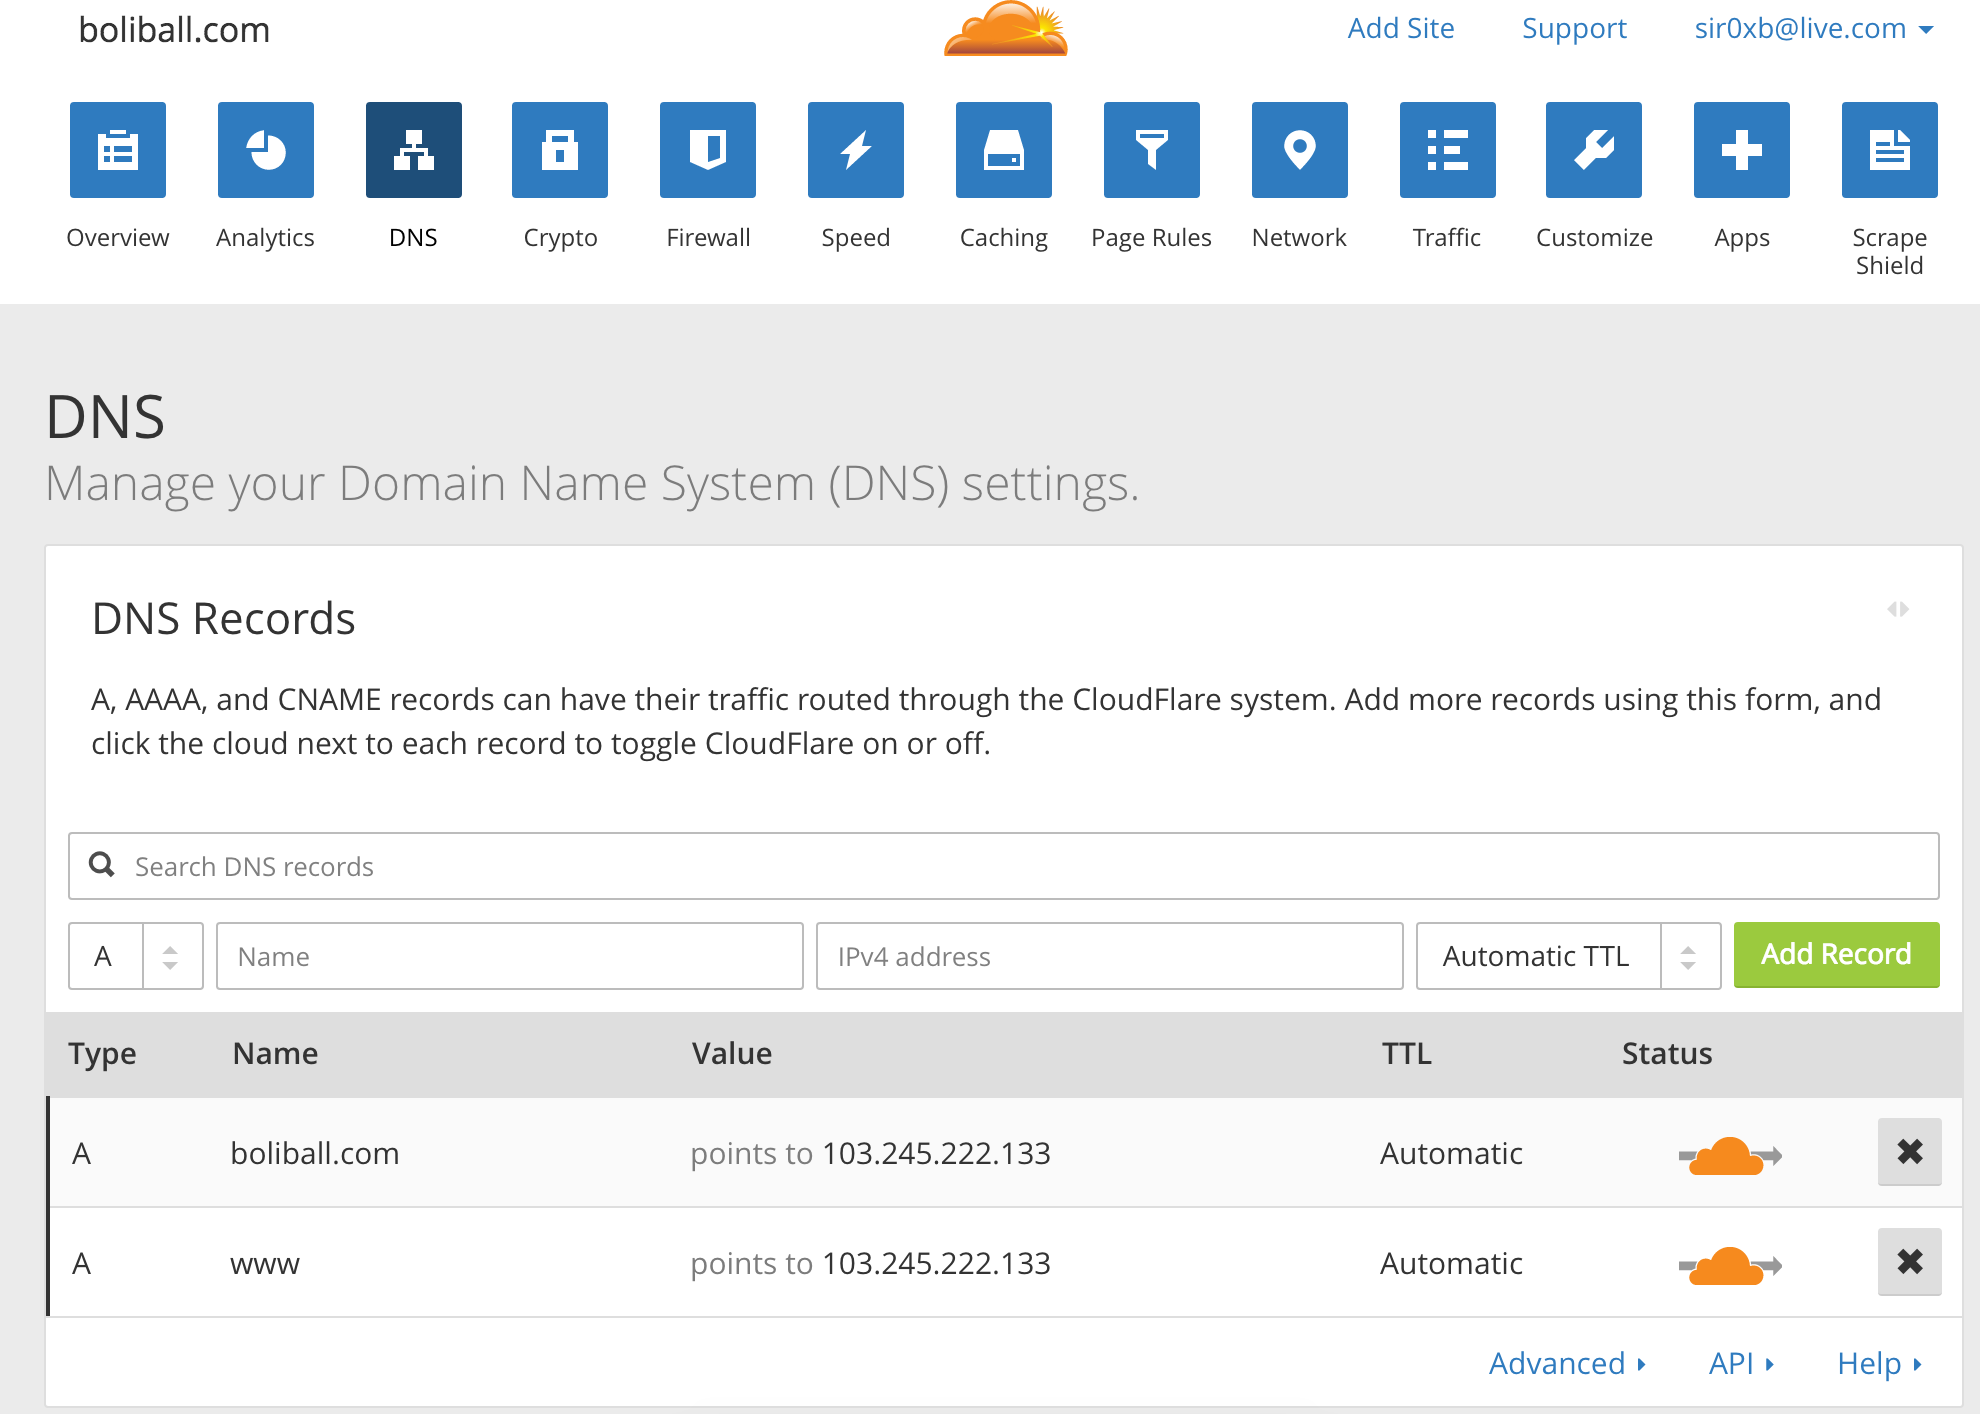 boliball.com
Add Site
Support
sir0xb@live.com
Overview
Analytics
DNS
Crypto
Firewall
Speed
Caching
Page Rules
Network
Traffic
Customize
Apps
Scrape
Shield
DNS
Manage your Domain Name System (DNS) settings.
DNS Records
A, AAAA, and CNAME records can have their traffic routed through the CloudFlare system. Add more records using this form, and
click the cloud next to each record to toggle CloudFlare on or off.
Search DNS records
A Name IPv4 address Automatic TTL Add Record
Type Name Value TTL Status
A boliball.com points to 103.245.222.133 Automatic
A www points to 103.245.222.133 Automatic
Advanced API Help